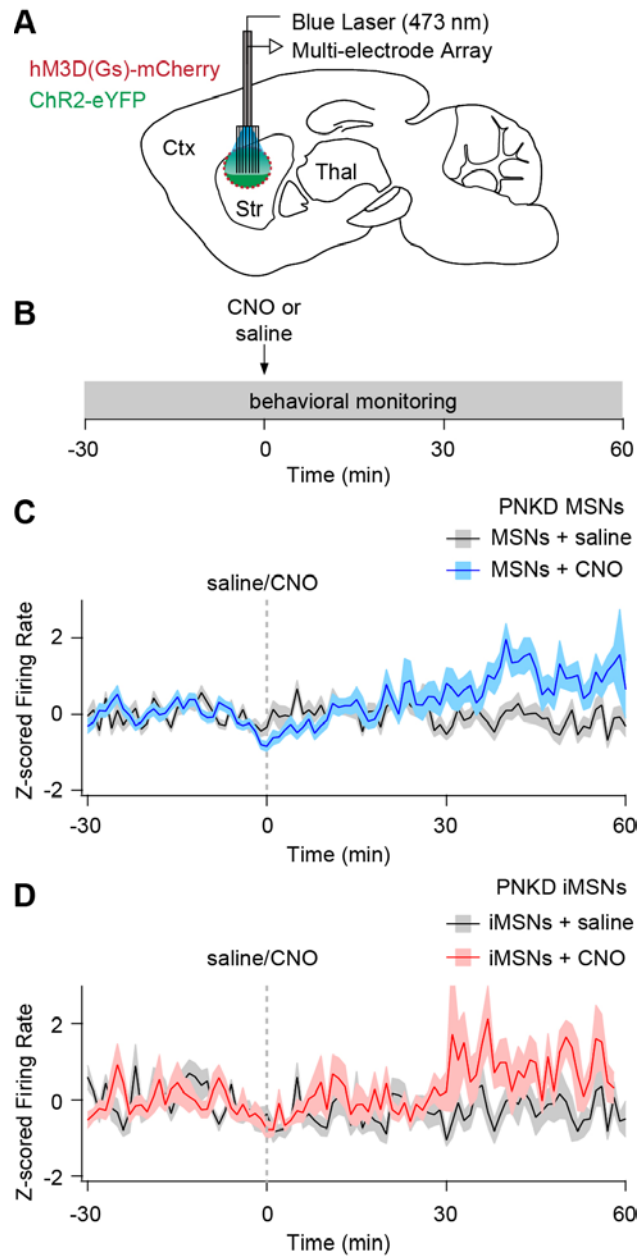 A
Blue Laser (473 nm)
Multi-electrode Array
hM3D(Gs)-mCherry
ChR2-eYFP
Ctx
Thal
Str
B
CNO or
saline
behavioral monitoring
-30 0 30 60
Time (min)
C
PNKD MSNs
MSNs + saline
MSNs + CNO
saline/CNO
Z-scored Firing Rate
2
0
-2
-30 0 30 60
Time (min)
D
PNKD iMSNs
iMSNs + saline
iMSNs + CNO
saline/CNO
Z-scored Firing Rate
2
0
-2
-30 0 30 60
Time (min)